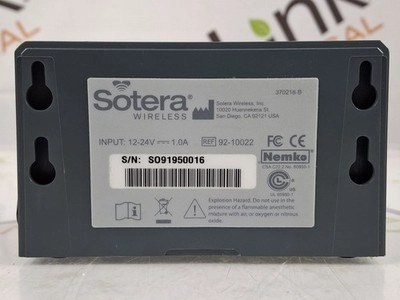 Sotera
WIRELESS
Sotera Wireless, Inc.
10020 Huennekens St.
San Diego, CA 92121 USA
370218-B
INPUT: 12-24V ⎓ 1.0A
REF 92-10022
FC CE
Nemko
S/N: SO91950016
Explosion Hazard. Do not use in the
presence of a flammable anesthetic
mixture with air, or oxygen or nitrous
oxide.